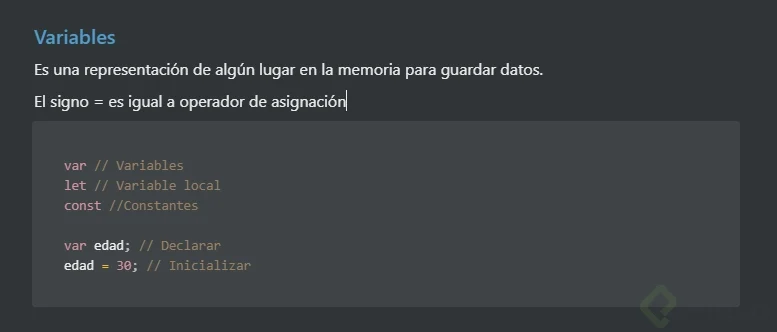 Variables
Es una representación de algún lugar en la memoria para guardar datos.
El signo = es igual a operador de asignación
var // Variables
let // Variable local
const //Constantes
var edad; // Declarar
edad = 30; // Inicializar